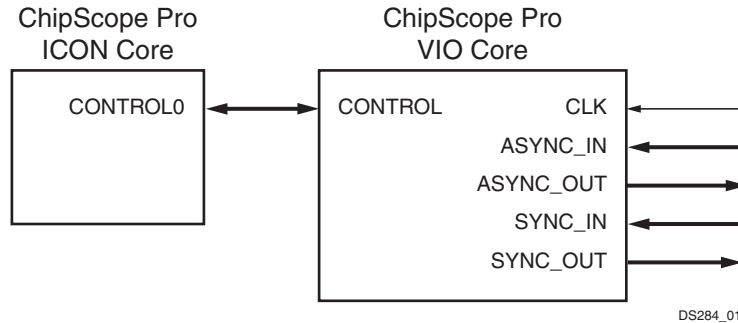 ChipScope Pro
ICON Core
ChipScope Pro
VIO Core
CONTROL0
CONTROL
CLK
ASYNC_IN
ASYNC_OUT
SYNC_IN
SYNC_OUT
DS284_01